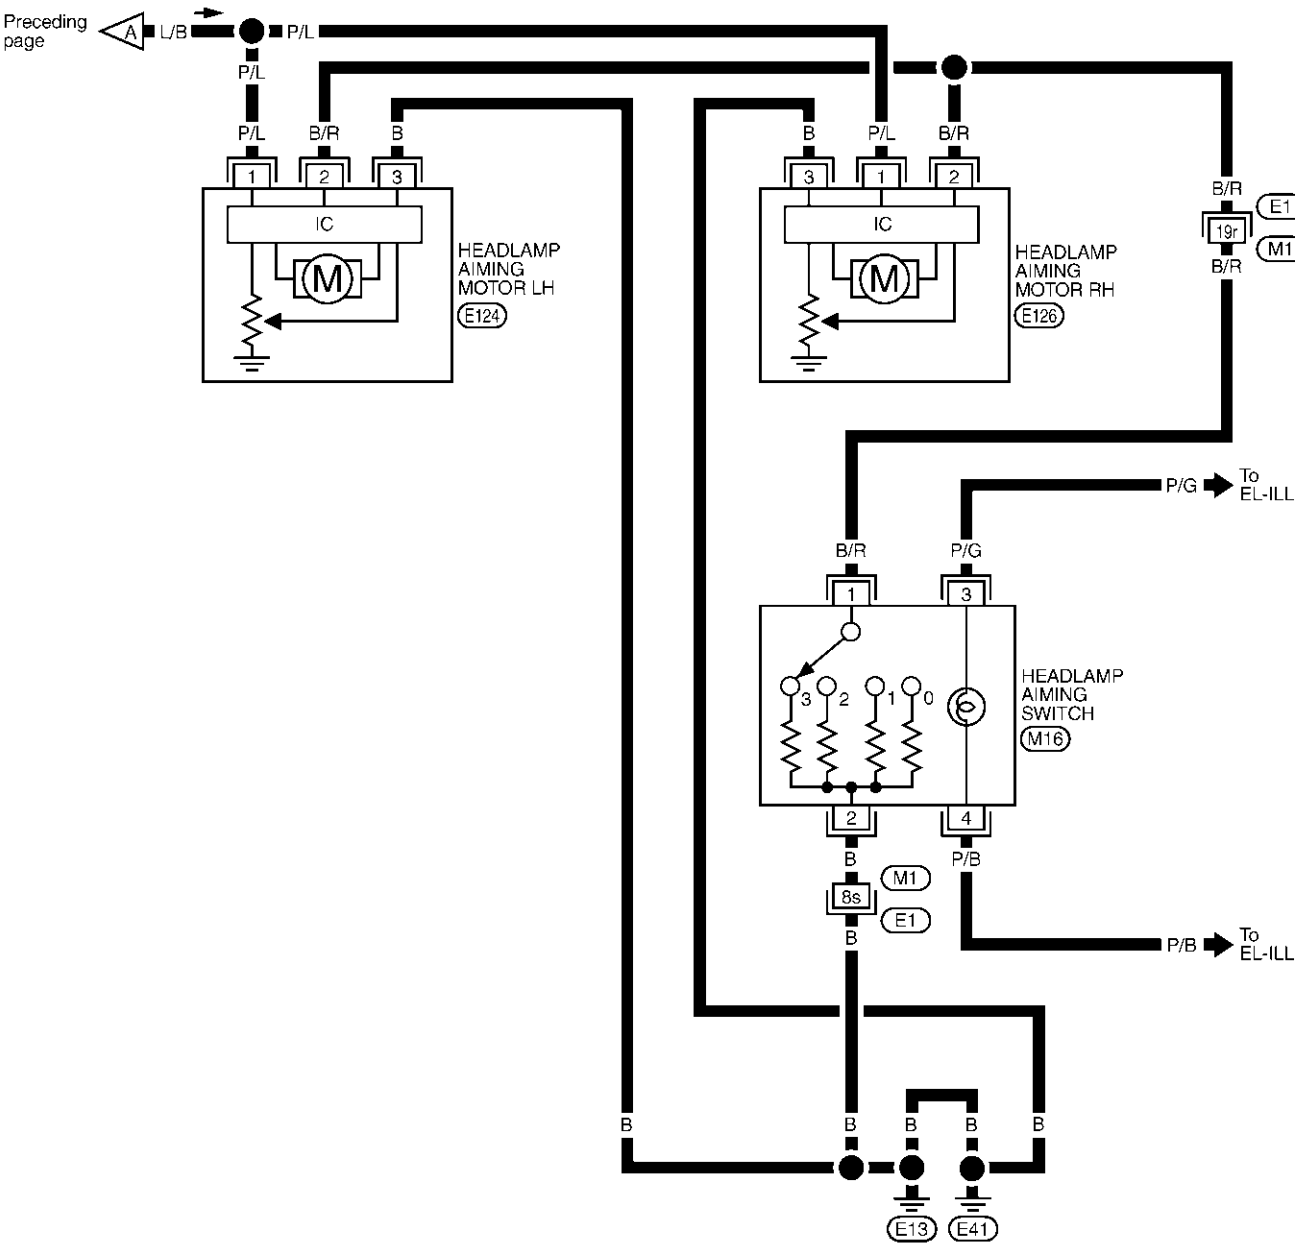 Preceding
page
A
L/B
P/L
P/L
P/L
B/R
B
B
P/L
B/R
1
2
3
3
1
2
IC
IC
M
M
HEADLAMP
AIMING
MOTOR LH
E124
HEADLAMP
AIMING
MOTOR RH
E126
B/R
E1
19r
M1
B/R
P/G
To
EL-ILL
B/R
P/G
1
3
3
2
1
0
HEADLAMP
AIMING
SWITCH
M16
2
4
B
P/B
M1
8s
E1
B
P/B
To
EL-ILL
B
B
B
B
B
E13
E41